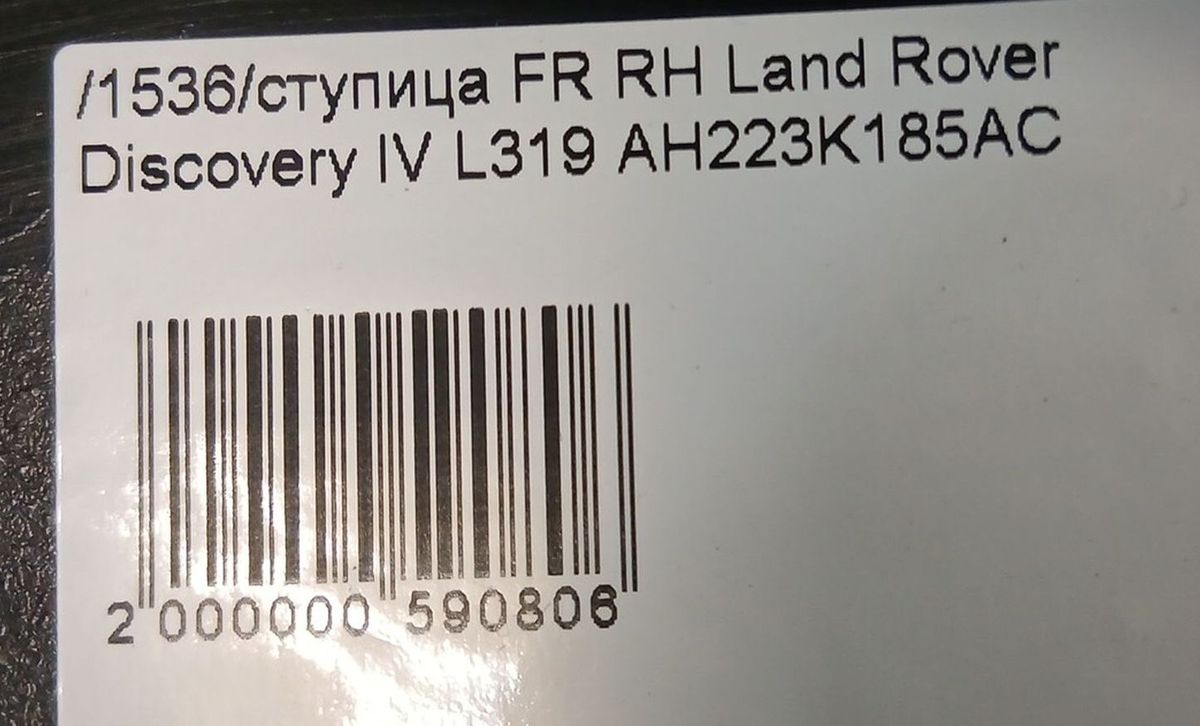 /1536/ступица FR RH Land Rover
Discovery IV L319 AH223K185AC
2 000000 590806